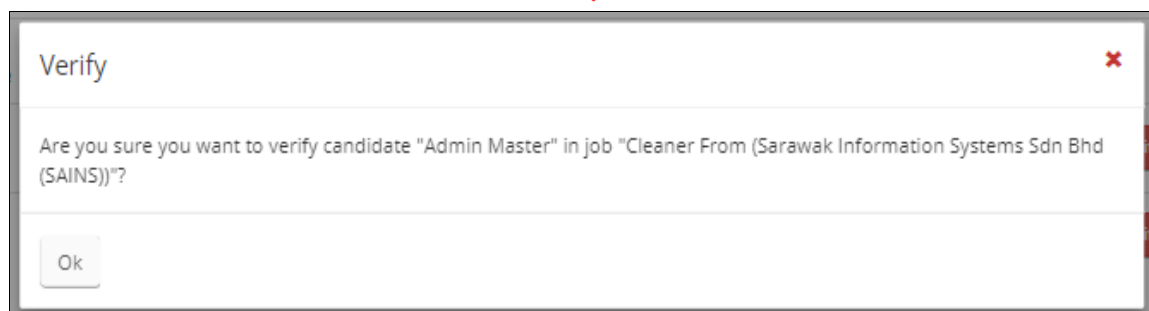 Verify
Are you sure you want to verify candidate "Admin Master" in job "Cleaner From (Sarawak Information Systems Sdn Bhd
(SAINS))"?
Ok